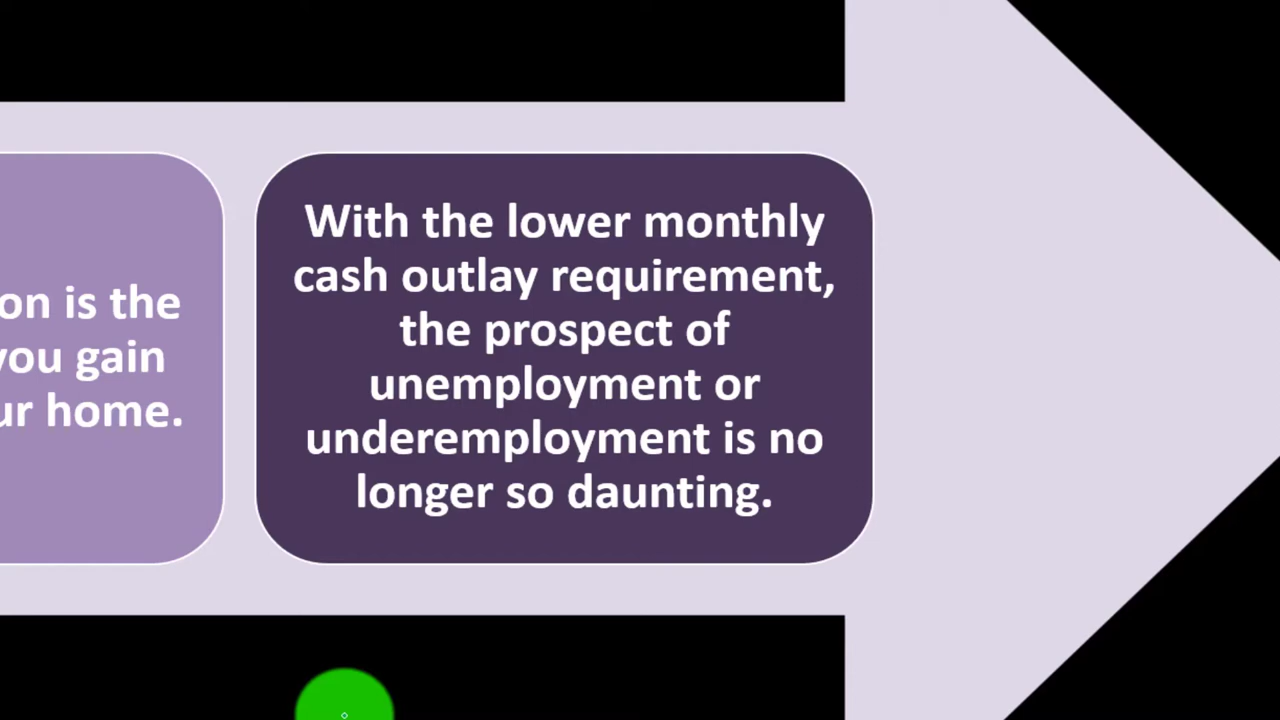 on is the
you gain
ur home.
With the lower monthly
cash outlay requirement,
the prospect of
unemployment or
underemployment is no
longer so daunting.